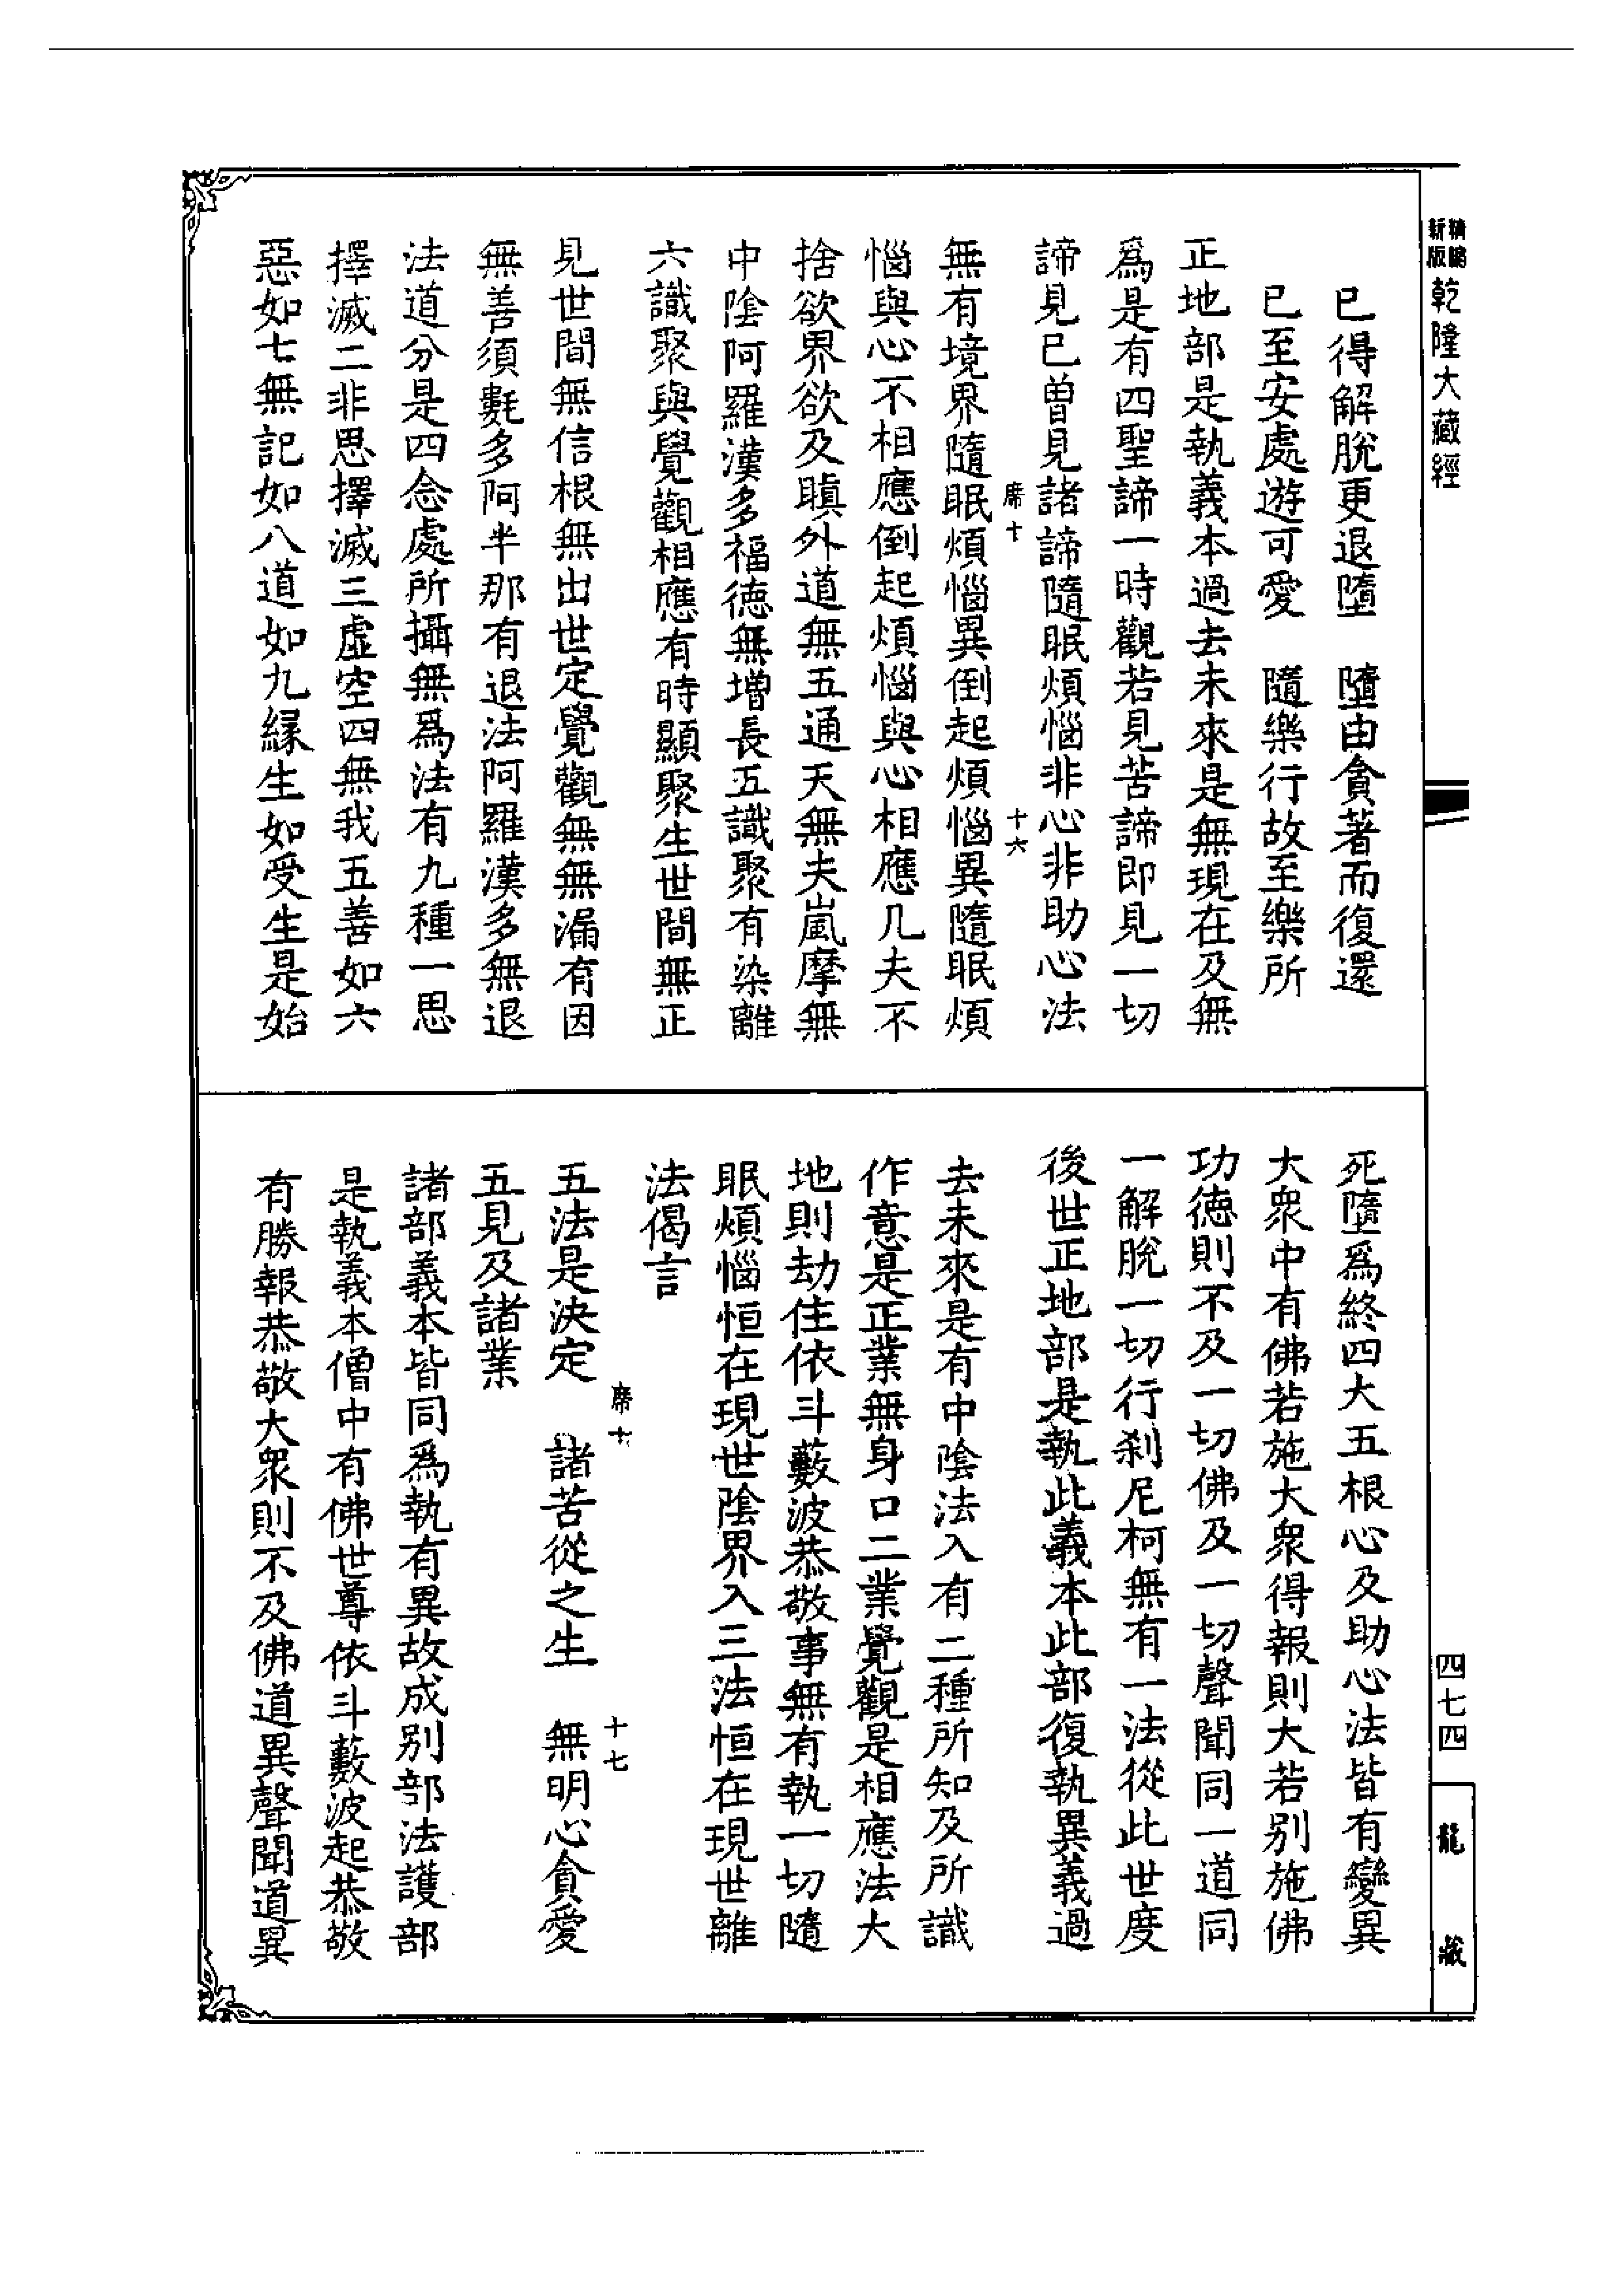 新版精編乾隆大藏經
已得解脫更退墮　墮由貪著而復還
已至安處遊可愛　隨樂行故至樂所
正地部是執義本過去未來是無現在及無
爲是有四聖諦一時觀若見苦諦即見一切
諦見已曾見諸諦隨眠煩惱非心非助心法
席十　十六
無有境界隨眠煩惱異倒起煩惱異隨眠煩
惱與心不相應倒起煩惱與心相應凡夫不
捨欲界欲及瞋外道無五通天無夫嵐摩無
中陰阿羅漢多福德無增長五識聚有染離
六識聚與覺觀相應有時顯聚生世間無正
見世間無信根無出世定覺觀無無漏有因
無善須氀多阿半那有退法阿羅漢多無退
法道分是四念處所攝無爲法有九種一思
擇滅二非思擇滅三虛空四無我五善如六
惡如七無記如八道如九緣生如受生是始
死墮爲終四大五根心及助心法皆有變異
大衆中有佛若施大衆得報則大若別施佛
功德則不及一切佛及一切聲聞同一道同
一解脫一切行刹尼柯無有一法從此世度
後世正地部是執此義本此部復執異義過
去未來是有中陰法入有二種所知及所識
作意是正業無身口二業覺觀是相應法大
地則劫住依斗藪波恭敬事無有執一切隨
眠煩惱恒在現世陰界入三法恒在現世離
法偈言
席十　十七
五法是決定　諸苦從之生　無明心貪愛
五見及諸業
諸部義本皆同爲執有異故成別部法護部
是執義本僧中有佛世尊依斗藪波起恭敬
有勝報恭敬大衆則不及佛道異聲聞道異
四七四
龍藏